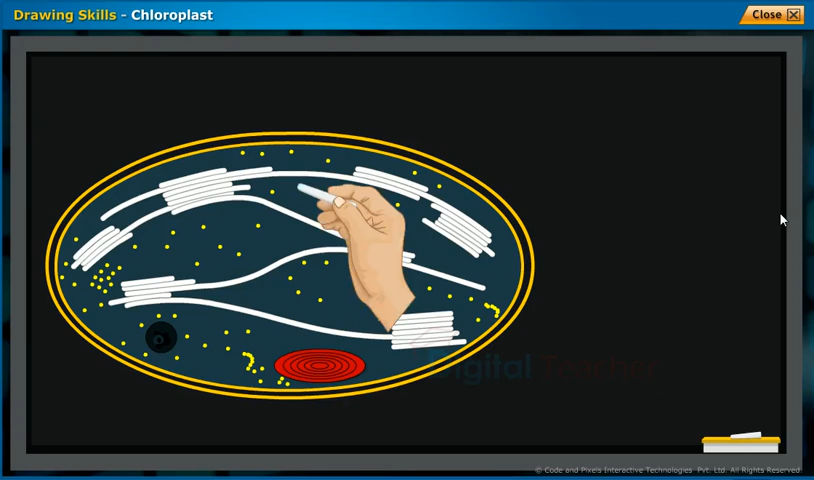 Drawing Skills - Chloroplast
Close
Digital Teacher
© Code and Pixels Interactive Technologies Pvt. Ltd. All Rights Reserved